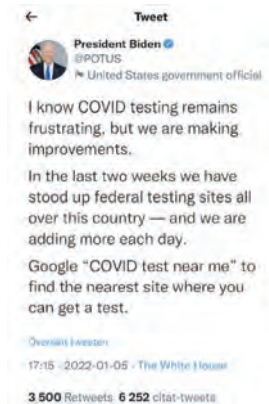 Tweet
President Biden
@POTUS
United States government official
I know COVID testing remains
frustrating, but we are making
improvements.
In the last two weeks we have
stood up federal testing sites all
over this country — and we are
adding more each day.
Google “COVID test near me” to
find the nearest site where you
can get a test.
Översätt tweeten
17:15 · 2022-01-05 · The White House
3 500 Retweets 6 252 citat-tweets